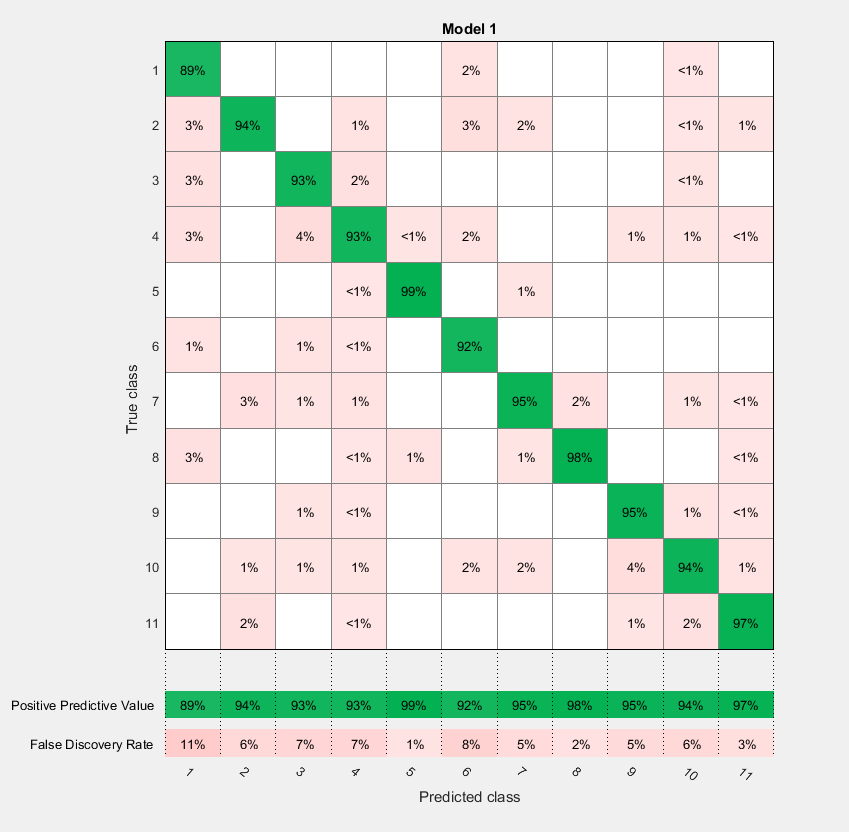 Model 1
1 89% 2% <1%
2 3% 94% 1% 3% 2% <1% 1%
3 3% 93% 2% <1%
4 3% 4% 93% <1% 2% 1% 1% <1%
5 <1% 99% 1%
6 1% 1% <1% 92%
7 3% 1% 1% 95% 2% 1% <1%
8 3% <1% 1% 1% 98% <1%
9 1% <1% 95% 1% <1%
10 1% 1% 1% 2% 2% 4% 94% 1%
11 2% <1% 1% 2% 97%
True class
Positive Predictive Value 89% 94% 93% 93% 99% 92% 95% 98% 95% 94% 97%
False Discovery Rate 11% 6% 7% 7% 1% 8% 5% 2% 5% 6% 3%
1 2 3 4 5 6 7 8 9 10 11
Predicted class